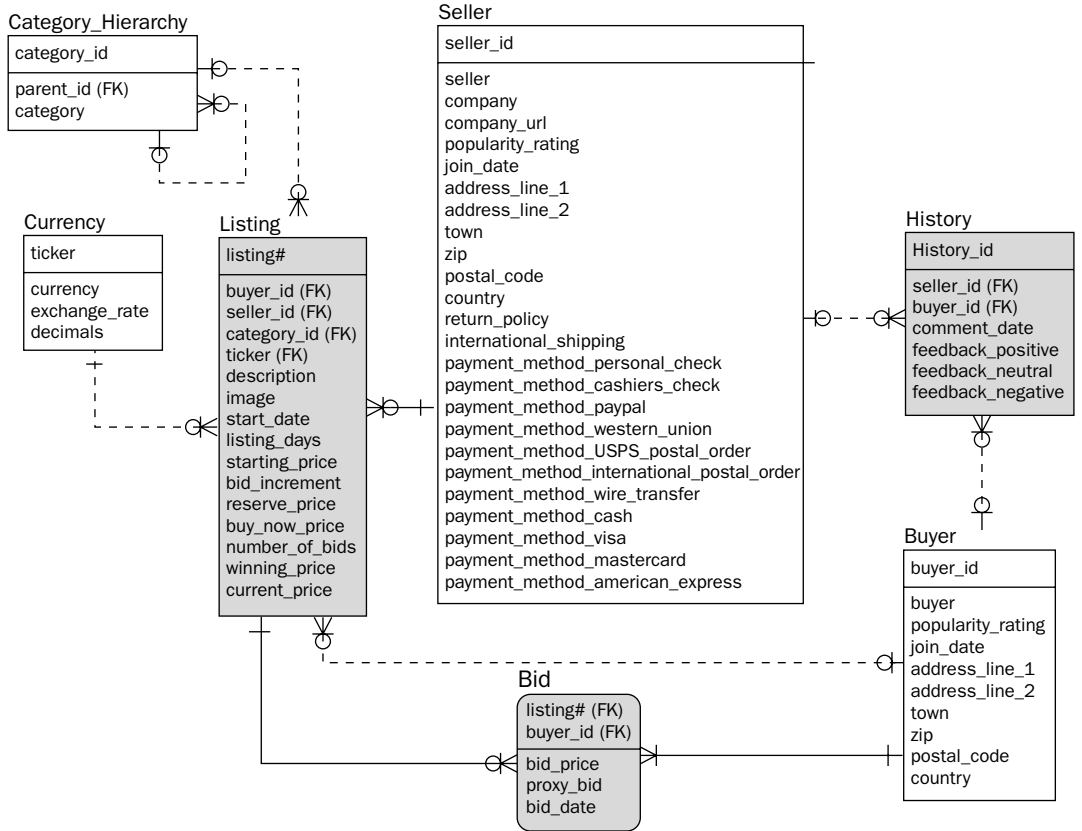 Category_Hierarchy
category_id
parent_id (FK)
category
Currency
ticker
currency
exchange_rate
decimals
Listing
listing#
buyer_id (FK)
seller_id (FK)
category_id (FK)
ticker (FK)
description
image
start_date
listing_days
starting_price
bid_increment
reserve_price
buy_now_price
number_of_bids
winning_price
current_price
Seller
seller_id
seller
company
company_url
popularity_rating
join_date
address_line_1
address_line_2
town
zip
postal_code
country
return_policy
international_shipping
payment_method_personal_check
payment_method_cashiers_check
payment_method_paypal
payment_method_western_union
payment_method_USPS_postal_order
payment_method_international_postal_order
payment_method_wire_transfer
payment_method_cash
payment_method_visa
payment_method_mastercard
payment_method_american_express
History
History_id
seller_id (FK)
buyer_id (FK)
comment_date
feedback_positive
feedback_neutral
feedback_negative
Buyer
buyer_id
buyer
popularity_rating
join_date
address_line_1
address_line_2
town
zip
postal_code
country
Bid
listing# (FK)
buyer_id (FK)
bid_price
proxy_bid
bid_date